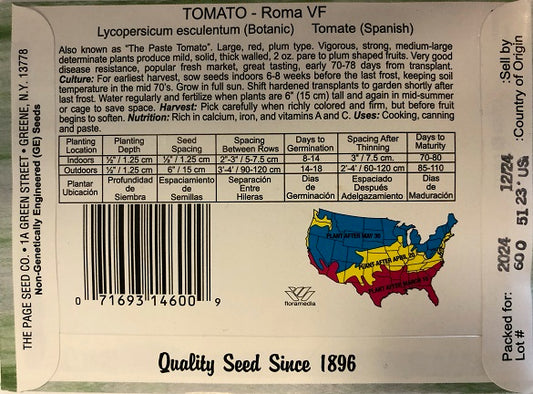 TOMATO - Roma VF
Lycopersicum esculentum (Botanic) Tomate (Spanish)
Also known as "The Paste Tomato". Large, red, plum type. Vigorous, strong, medium-large
determinate plants produce mild, solid, thick walled, 2 oz. pare to plum shaped fruits. Very good
disease resistance, popular fresh market, great tasting, early 70-78 days from transplant.
Culture: For earliest harvest, sow seeds indoors 6-8 weeks before the last frost, keeping soil
temperature in the mid 70's. Grow in full sun. Shift hardened transplants to garden shortly after
last frost. Water regularly and fertilize when plants are 6" (15 cm) tall and again in mid-summer
or cage to save space. Harvest: Pick carefully when richly colored and firm, but before fruit
begins to soften. Nutrition: Rich in calcium, iron, and vitamins A and C. Uses: Cooking, canning
and paste.
Planting Location Planting Depth Seed Spacing Spacing Between Rows Days to Germination Spacing After Thinning Days to Maturity
Indoors ½" / 1.25 cm ½" / 1.25 cm 2"-3" / 5-7.5 cm 8-14 3" / 7.5 cm. 70-80
Outdoors ½" / 1.25 cm 6" / 15 cm 3'-4' / 90-120 cm 14-18 2'-4' / 60-120 cm 85-110
Plantar Ubicación Profundidad de Siembra Espaciamiento de Semillas Separación Entre Hileras Dias de Germinación Espaciado Después Adelgazamiento Dias de Maduración
PLANT AFTER MAY 30
PLANT AFTER APRIL 20
PLANT AFTER MARCH 15
0 71693 14600 9
floramedia
Quality Seed Since 1896
THE PAGE SEED CO. • 1A GREEN STREET • GREENE, N.Y. 13778
Non-Genetically Engineered (GE) Seeds
Packed for: 2024 12/24 :Sell by
Lot # 60 0 51 23 * US :Country of Origin